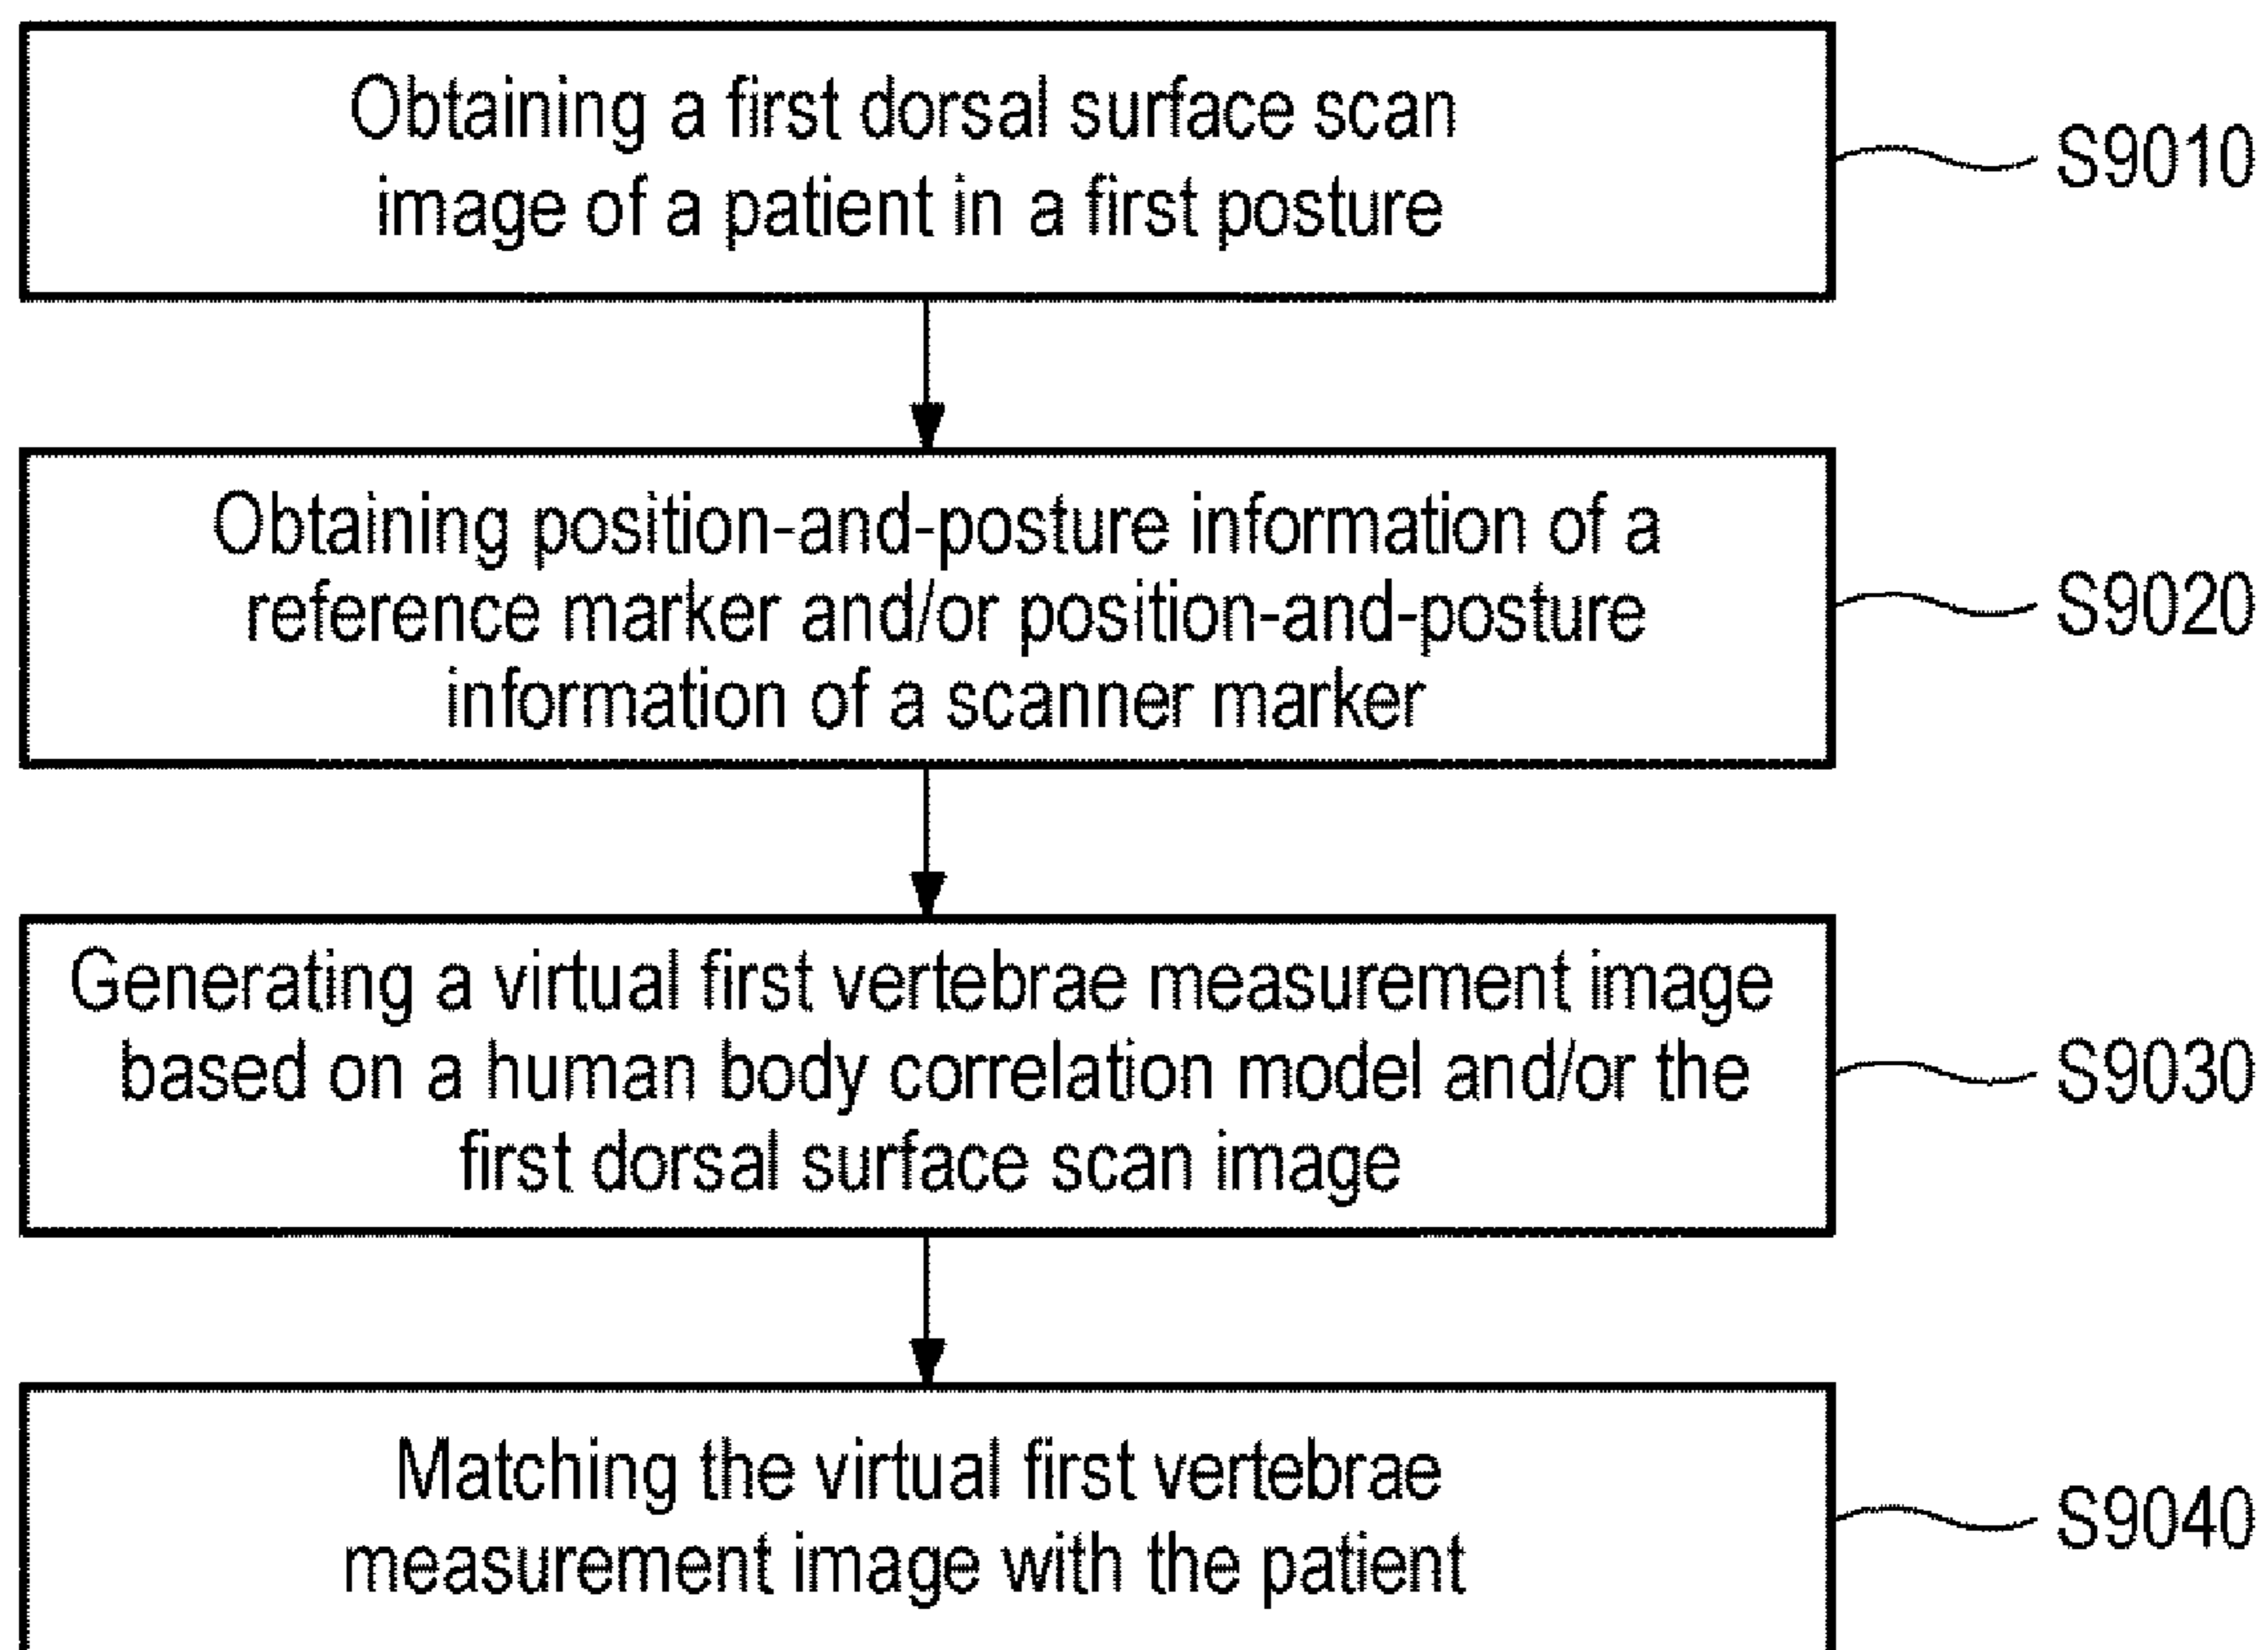 Obtaining a first dorsal surface scan
image of a patient in a first posture
S9010
Obtaining position-and-posture information of a
reference marker and/or position-and-posture
information of a scanner marker
S9020
Generating a virtual first vertebrae measurement image
based on a human body correlation model and/or the
first dorsal surface scan image
S9030
Matching the virtual first vertebrae
measurement image with the patient
S9040